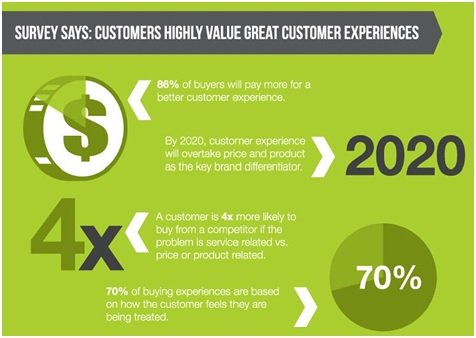 SURVEY SAYS: CUSTOMERS HIGHLY VALUE GREAT CUSTOMER EXPERIENCES
$
86% of buyers will pay more for a
better customer experience.
By 2020, customer experience
will overtake price and product
as the key brand differentiator.
2020
4x
A customer is 4x more likely to
buy from a competitor if the
problem is service related vs.
price or product related.
70% of buying experiences are based
on how the customer feels they are
being treated.
70%